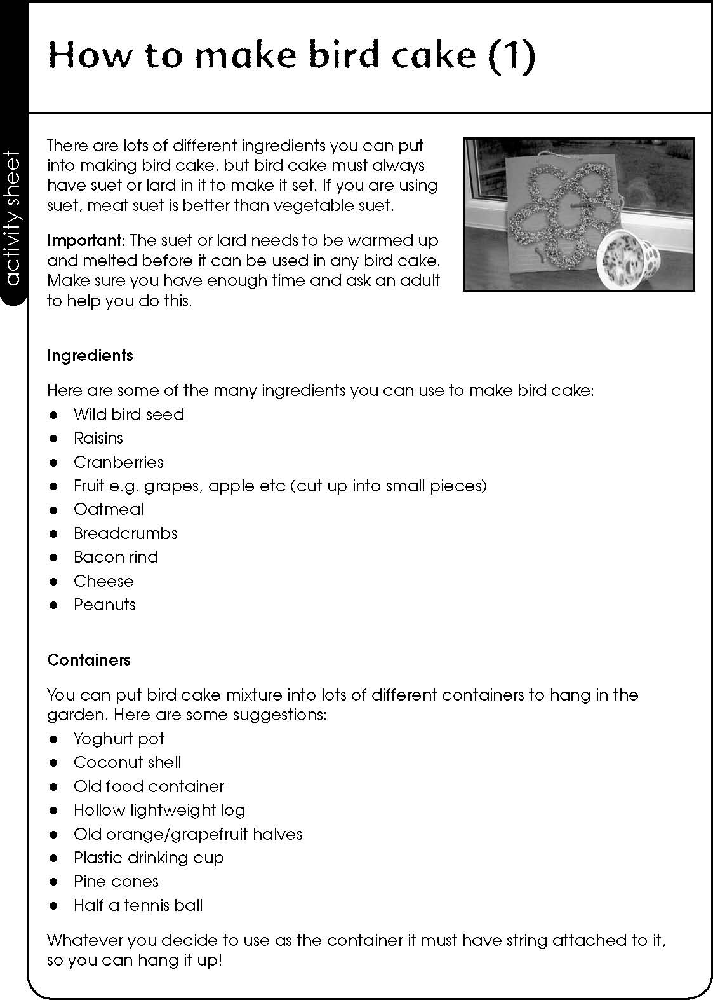 How to make bird cake (1)
activity sheet
There are lots of different ingredients you can put
into making bird cake, but bird cake must always
have suet or lard in it to make it set. If you are using
suet, meat suet is better than vegetable suet.
Important: The suet or lard needs to be warmed up
and melted before it can be used in any bird cake.
Make sure you have enough time and ask an adult
to help you do this.
Ingredients
Here are some of the many ingredients you can use to make bird cake:
● Wild bird seed
● Raisins
● Cranberries
● Fruit e.g. grapes, apple etc (cut up into small pieces)
● Oatmeal
● Breadcrumbs
● Bacon rind
● Cheese
● Peanuts
Containers
You can put bird cake mixture into lots of different containers to hang in the
garden. Here are some suggestions:
● Yoghurt pot
● Coconut shell
● Old food container
● Hollow lightweight log
● Old orange/grapefruit halves
● Plastic drinking cup
● Pine cones
● Half a tennis ball
Whatever you decide to use as the container it must have string attached to it,
so you can hang it up!